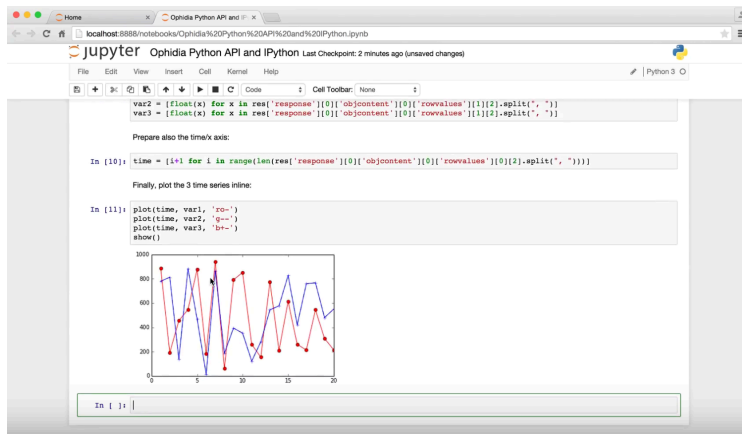 Home
Ophidia Python API and IP
localhost:8888/notebooks/Ophidia%20Python%20API%20and%20IPython.ipynb
jupyter Ophidia Python API and IPython Last Checkpoint: 2 minutes ago (unsaved changes)
File Edit View Insert Cell Kernel Help Python 3
Code Cell Toolbar: None
var2 = [float(x) for x in res['response'][0]['objcontent'][0]['rowvalues'][1][2].split(", ")]
var3 = [float(x) for x in res['response'][0]['objcontent'][0]['rowvalues'][1][2].split(", ")]
Prepare also the time/x axis:
In [10]: time = [i+1 for i in range(len(res['response'][0]['objcontent'][0]['rowvalues'][0][2].split(", ")))]
Finally, plot the 3 time series inline:
In [11]: plot(time, var1, 'ro-')
plot(time, var2, 'g--')
plot(time, var3, 'b+-')
show()
1000
800
600
400
200
0
0 5 10 15 20
In [ ]: